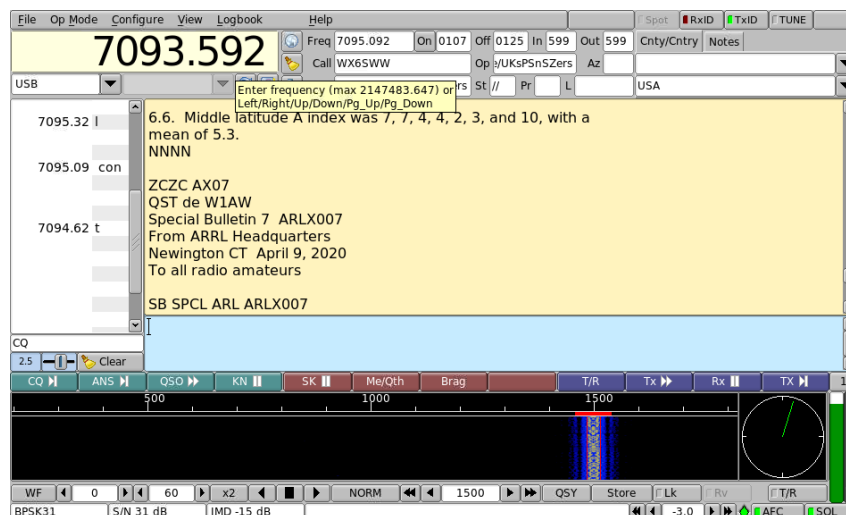 File Op Mode Configure View Logbook Help Spot RxID TxID TUNE
7093.592 Freq 7095.092 On 0107 Off 0125 In 599 Out 599 Cnty/Cntry Notes
Call WX6SWW Op e/UKsPSnSZers Az
USB ers St // Pr L USA
Enter frequency (max 2147483.647) or
Left/Right/Up/Down/Pg_Up/Pg_Down
7095.32 l
7095.09 con
7094.62 t
6.6. Middle latitude A index was 7, 7, 4, 4, 2, 3, and 10, with a
mean of 5.3.
NNNN
ZCZC AX07
QST de W1AW
Special Bulletin 7 ARLX007
From ARRL Headquarters
Newington CT April 9, 2020
To all radio amateurs
SB SPCL ARL ARLX007
CQ
2.5 Clear
CQ ANS QSO KN SK Me/Qth Brag T/R Tx Rx TX 1
500 1000 1500
WF 0 60 x2 NORM 1500 QSY Store Lk Rv T/R
BPSK31 S/N 31 dB IMD -15 dB -3.0 AFC SQL